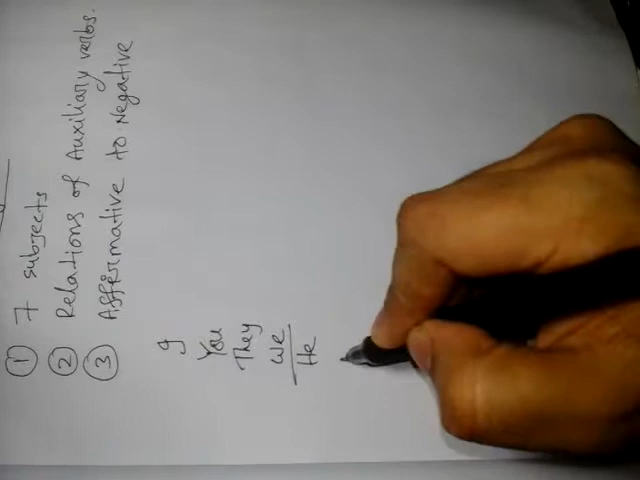 ① 7 subjects
② Relations of Auxiliary verbs.
③ Affirmative to Negative
I
You
They
We
He